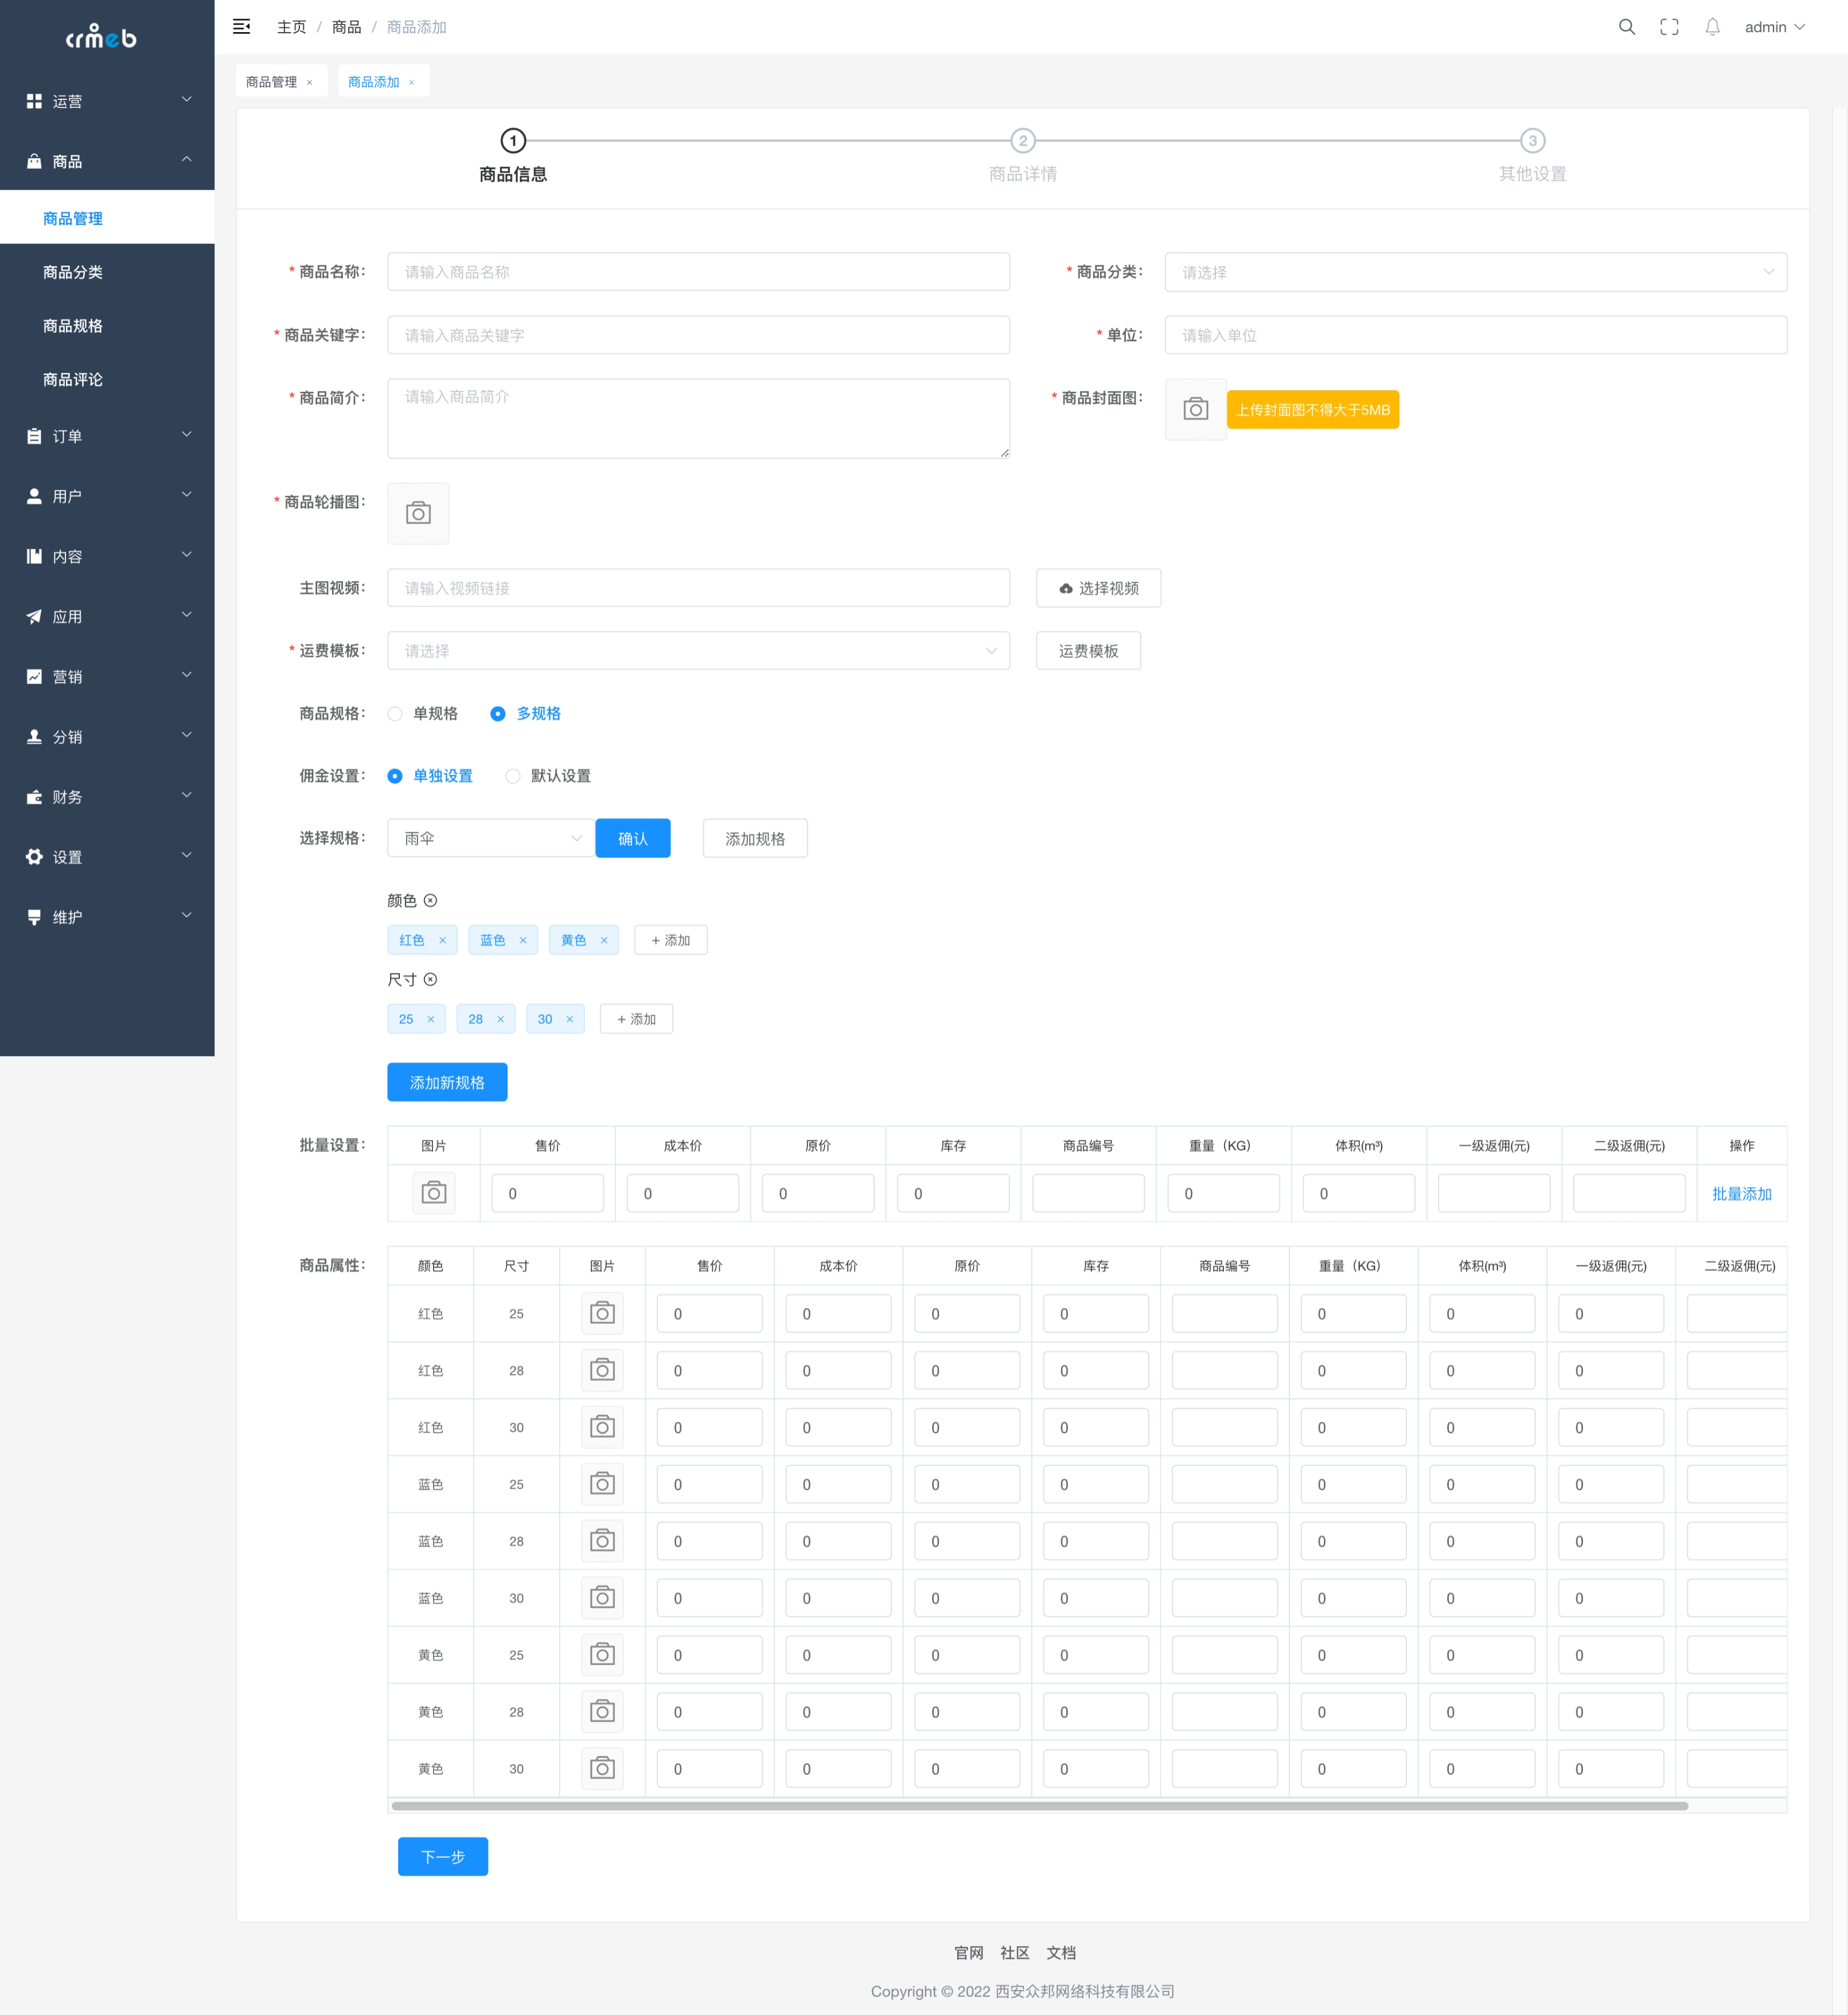 crmeb
主页 / 商品 / 商品添加
admin
商品管理 ×
商品添加 ×
运营
商品
商品管理
商品分类
商品规格
商品评论
订单
用户
内容
应用
营销
分销
财务
设置
维护
1 2 3
商品信息 商品详情 其他设置
* 商品名称： 请输入商品名称 * 商品分类： 请选择
* 商品关键字： 请输入商品关键字 * 单位： 请输入单位
* 商品简介： 请输入商品简介 * 商品封面图： 上传封面图不得大于5MB
* 商品轮播图：
主图视频： 请输入视频链接 选择视频
* 运费模板： 请选择 运费模板
商品规格： 单规格 多规格
佣金设置： 单独设置 默认设置
选择规格： 雨伞 确认 添加规格
颜色
红色 × 蓝色 × 黄色 × + 添加
尺寸
25 × 28 × 30 × + 添加
添加新规格
批量设置： 图片 售价 成本价 原价 库存 商品编号 重量（KG） 体积(m³) 一级返佣(元) 二级返佣(元) 操作
0 0 0 0 0 0 批量添加
商品属性： 颜色 尺寸 图片 售价 成本价 原价 库存 商品编号 重量（KG） 体积(m³) 一级返佣(元) 二级返佣(元)
红色 25 0 0 0 0 0 0 0
红色 28 0 0 0 0 0 0 0
红色 30 0 0 0 0 0 0 0
蓝色 25 0 0 0 0 0 0 0
蓝色 28 0 0 0 0 0 0 0
蓝色 30 0 0 0 0 0 0 0
黄色 25 0 0 0 0 0 0 0
黄色 28 0 0 0 0 0 0 0
黄色 30 0 0 0 0 0 0 0
下一步
官网 社区 文档
Copyright © 2022 西安众邦网络科技有限公司